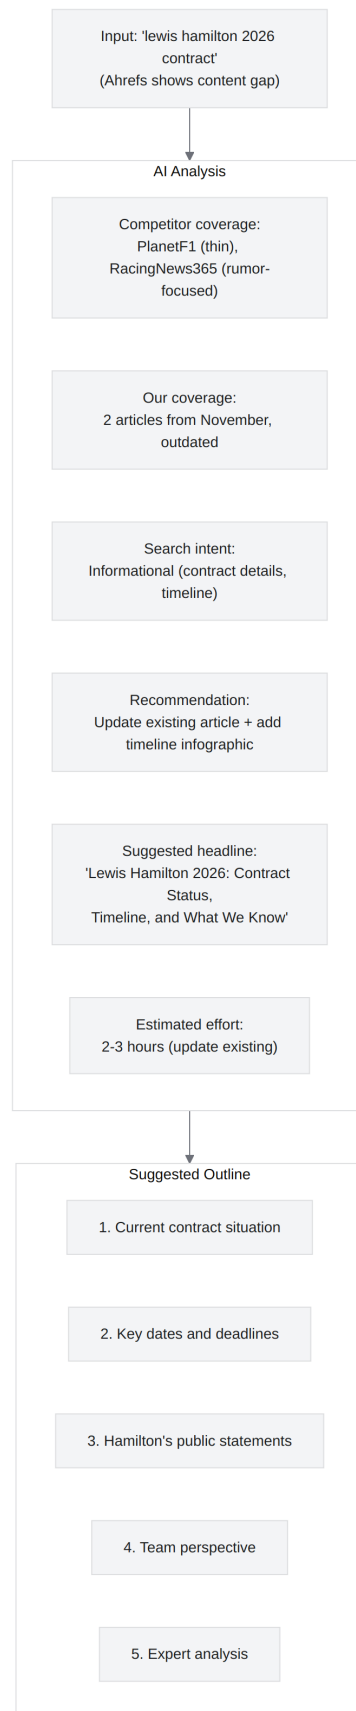 Input: 'lewis hamilton 2026
contract'
(Ahrefs shows content gap)
AI Analysis
Competitor coverage:
PlanetF1 (thin),
RacingNews365 (rumor-
focused)
Our coverage:
2 articles from November,
outdated
Search intent:
Informational (contract details,
timeline)
Recommendation:
Update existing article + add
timeline infographic
Suggested headline:
'Lewis Hamilton 2026: Contract
Status,
Timeline, and What We Know'
Estimated effort:
2-3 hours (update existing)
Suggested Outline
1. Current contract situation
2. Key dates and deadlines
3. Hamilton's public statements
4. Team perspective
5. Expert analysis